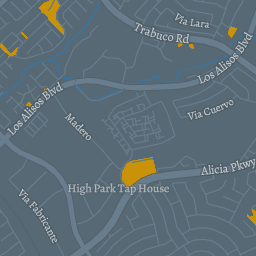 Via Lara
Trabuco Rd
Los Alisos Blvd
Los Alisos Blvd
Via Cuervo
Madero
Alicia Pkwy
High Park Tap House
Via Fabricante